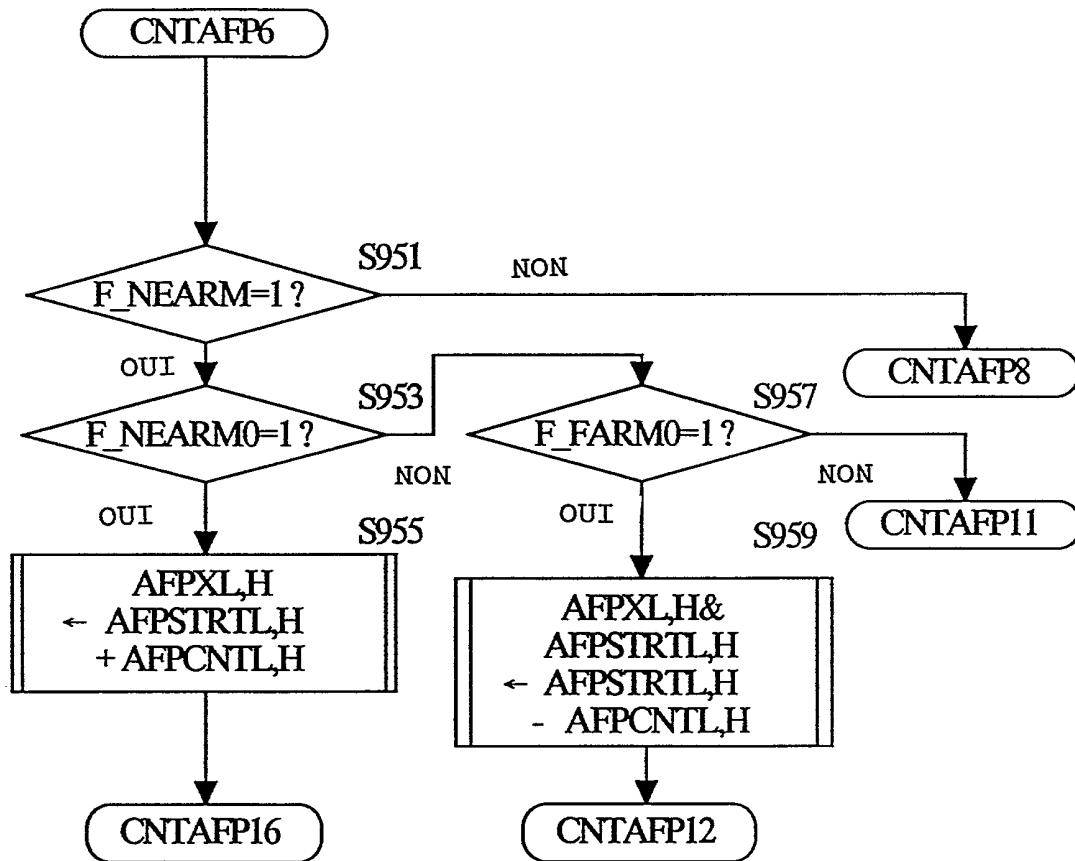 CNTAFP6
S951
NON
F_NEARM=1?
OUI
CNTAFP8
S953
S957
F_NEARM0=1?
F_FARM0=1?
NON
NON
OUI
OUI
CNTAFP11
S955
S959
AFPXL,H
← AFPSTRTL,H
+ AFPCNTL,H
AFPXL,H&
AFPSTRTL,H
← AFPSTRTL,H
- AFPCNTL,H
CNTAFP16
CNTAFP12